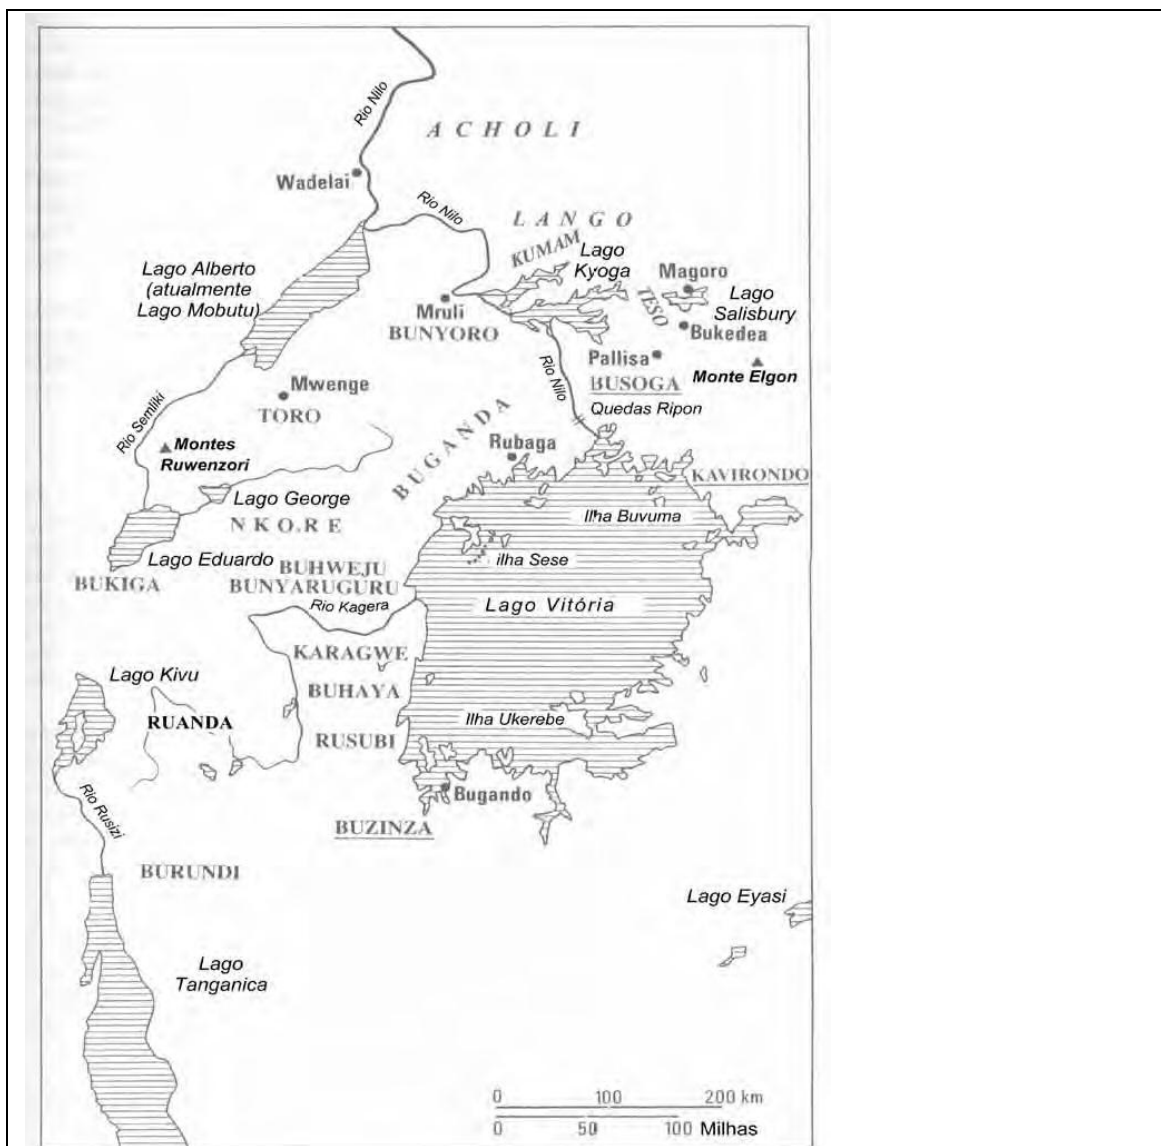 Rio Nilo
ACHOLI
Wadelai
Rio Nilo
LANGO
KUMAM
Lago
Kyoga
Lago Alberto
(atualmente
Lago Mobutu)
Magoro
TESO
Lago
Salisbury
Mruli
BUNYORO
Bukedea
Pallisa
Rio Nilo
BUSOGA
Monte Elgon
Mwenge
TORO
Quedas Ripon
Rio Semliki
Montes
Ruwenzori
BUGANDA
Rubaga
KAVIRONDO
Lago George
NKORE
Ilha Buvuma
Lago Eduardo
BUKIGA
BUHWEJU
BUNYARUGURU
ilha Sese
Rio Kagera
Lago Vitória
KARAGWE
Lago Kivu
BUHAYA
RUANDA
Ilha Ukerebe
RUSUBI
Rio Rusizi
Bugando
BUZINZA
BURUNDI
Lago Eyasi
Lago
Tanganica
0 100 200 km
0 50 100 Milhas